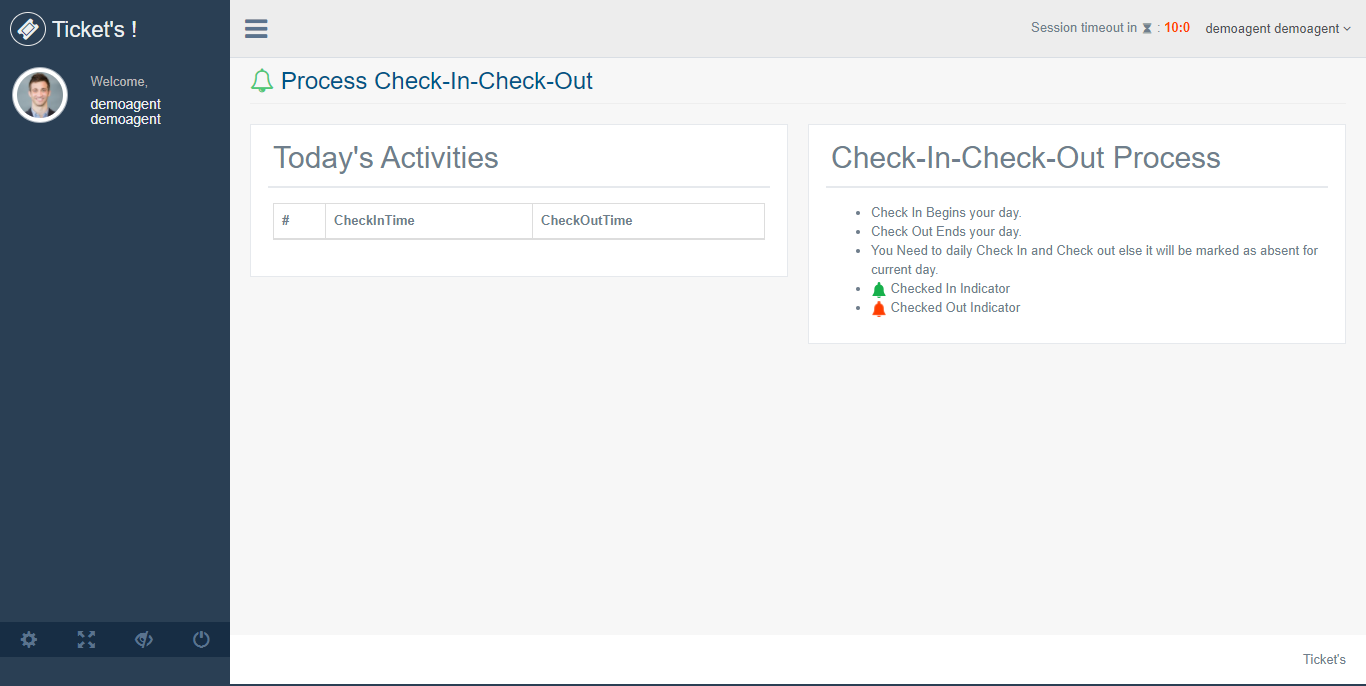 Ticket's !
Session timeout in : 10:0
demoagent demoagent
Welcome,
demoagent
demoagent
Process Check-In-Check-Out
Today's Activities
# CheckInTime CheckOutTime
Check-In-Check-Out Process
Check In Begins your day.
Check Out Ends your day.
You Need to daily Check In and Check out else it will be marked as absent for
current day.
Checked In Indicator
Checked Out Indicator
Ticket's